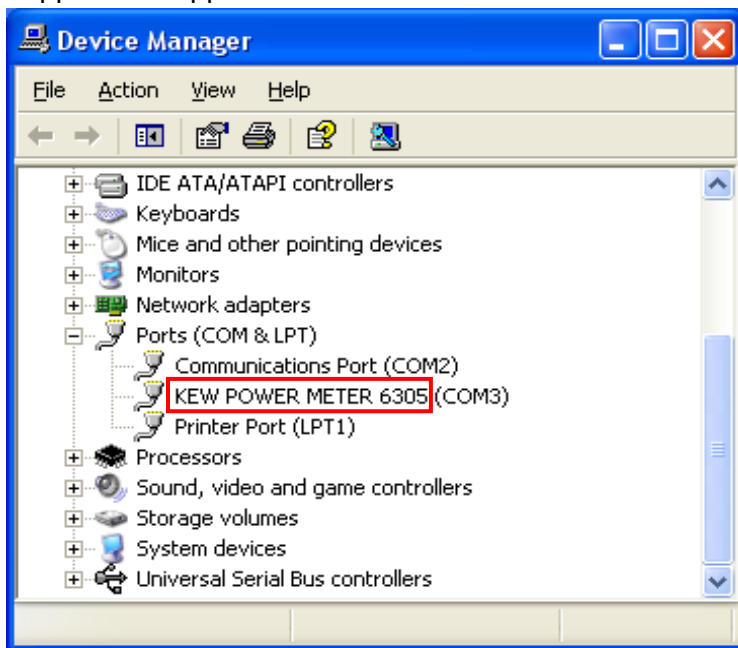 Device Manager
File Action View Help
IDE ATA/ATAPI controllers
Keyboards
Mice and other pointing devices
Monitors
Network adapters
Ports (COM & LPT)
Communications Port (COM2)
KEW POWER METER 6305 (COM3)
Printer Port (LPT1)
Processors
Sound, video and game controllers
Storage volumes
System devices
Universal Serial Bus controllers